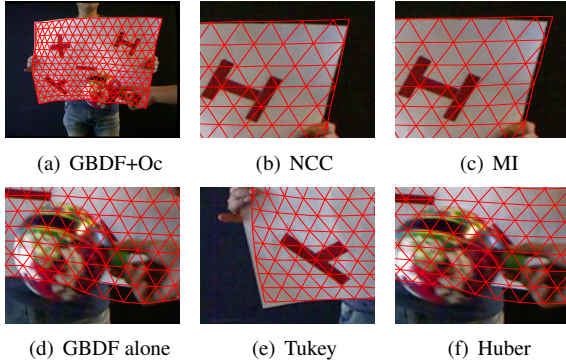 (a) GBDF+Oc
(b) NCC
(c) MI
(d) GBDF alone
(e) Tukey
(f) Huber